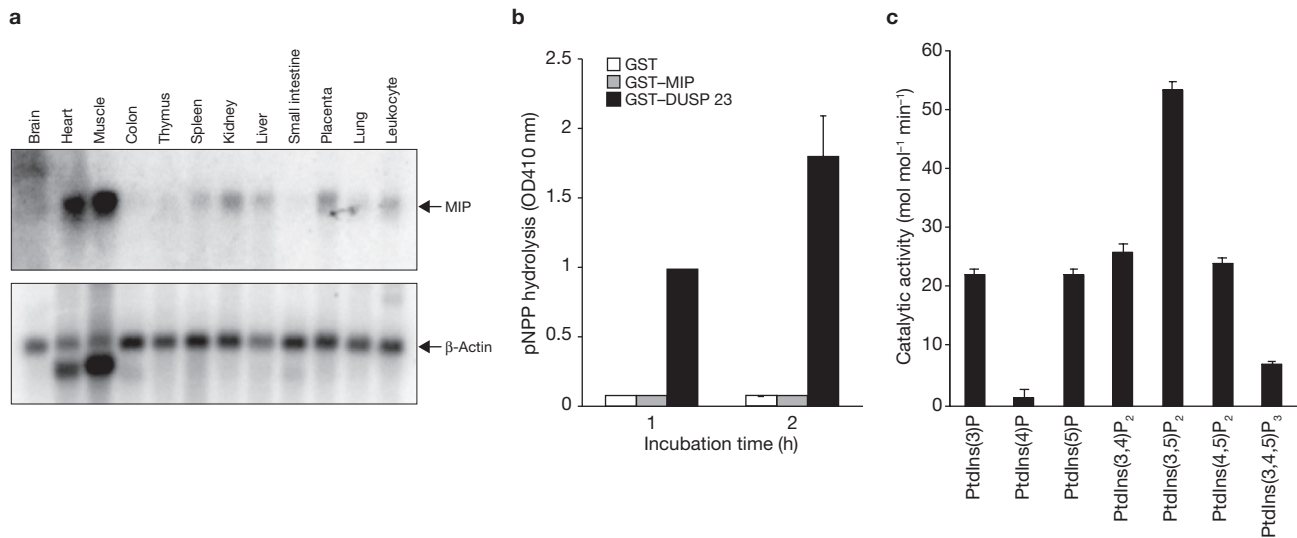 a
Brain
Heart
Muscle
Colon
Thymus
Spleen
Kidney
Liver
Small intestine
Placenta
Lung
Leukocyte
MIP
β-Actin
b
2.5
2
1.5
1
0.5
0
pNPP hydrolysis (OD410 nm)
GST
GST–MIP
GST–DUSP 23
1
2
Incubation time (h)
c
60
50
40
30
20
10
0
Catalytic activity (mol mol⁻¹ min⁻¹)
PtdIns(3)P
PtdIns(4)P
PtdIns(5)P
PtdIns(3,4)P₂
PtdIns(3,5)P₂
PtdIns(4,5)P₂
PtdIns(3,4,5)P₃